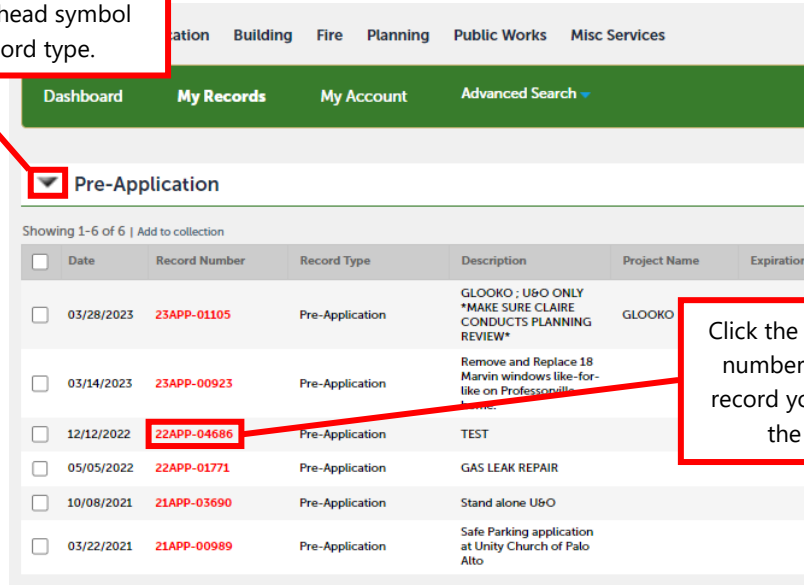 head symbol
ord type.
Building Fire Planning Public Works Misc Services
Dashboard My Records My Account Advanced Search
Pre-Application
Showing 1-6 of 6 | Add to collection
Date Record Number Record Type Description Project Name Expiration
03/28/2023 23APP-01105 Pre-Application GLOOKO ; U&O ONLY
*MAKE SURE CLAIRE
CONDUCTS PLANNING
REVIEW*
GLOOKO
Click the
number
record yo
the
03/14/2023 23APP-00923 Pre-Application Remove and Replace 18
Marvin windows like-for-
like on Professorville
home.
12/12/2022 22APP-04686 Pre-Application TEST
05/05/2022 22APP-01771 Pre-Application GAS LEAK REPAIR
10/08/2021 21APP-03690 Pre-Application Stand alone U&O
03/22/2021 21APP-00989 Pre-Application Safe Parking application
at Unity Church of Palo
Alto